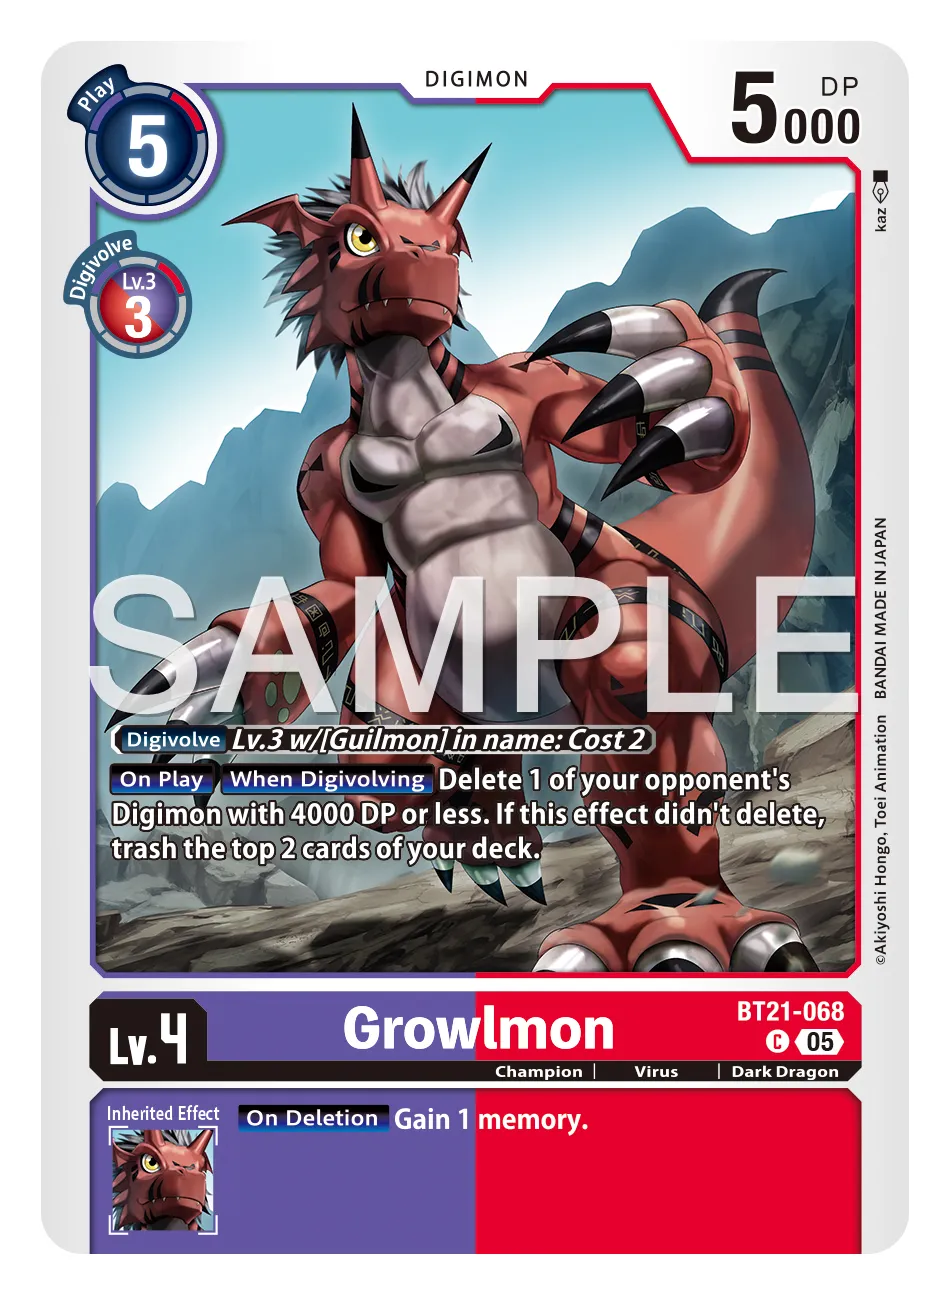 DIGIMON
Play
5
DP
5000
kaz
Digivolve
Lv.3
3
SAMPLE
Digivolve Lv.3 w/[Guilmon] in name: Cost 2
On Play When Digivolving Delete 1 of your opponent's
Digimon with 4000 DP or less. If this effect didn't delete,
trash the top 2 cards of your deck.
©Akiyoshi Hongo, Toei Animation BANDAI MADE IN JAPAN
Lv.4
Growlmon
BT21-068
C 05
Champion | Virus | Dark Dragon
Inherited Effect
On Deletion Gain 1 memory.